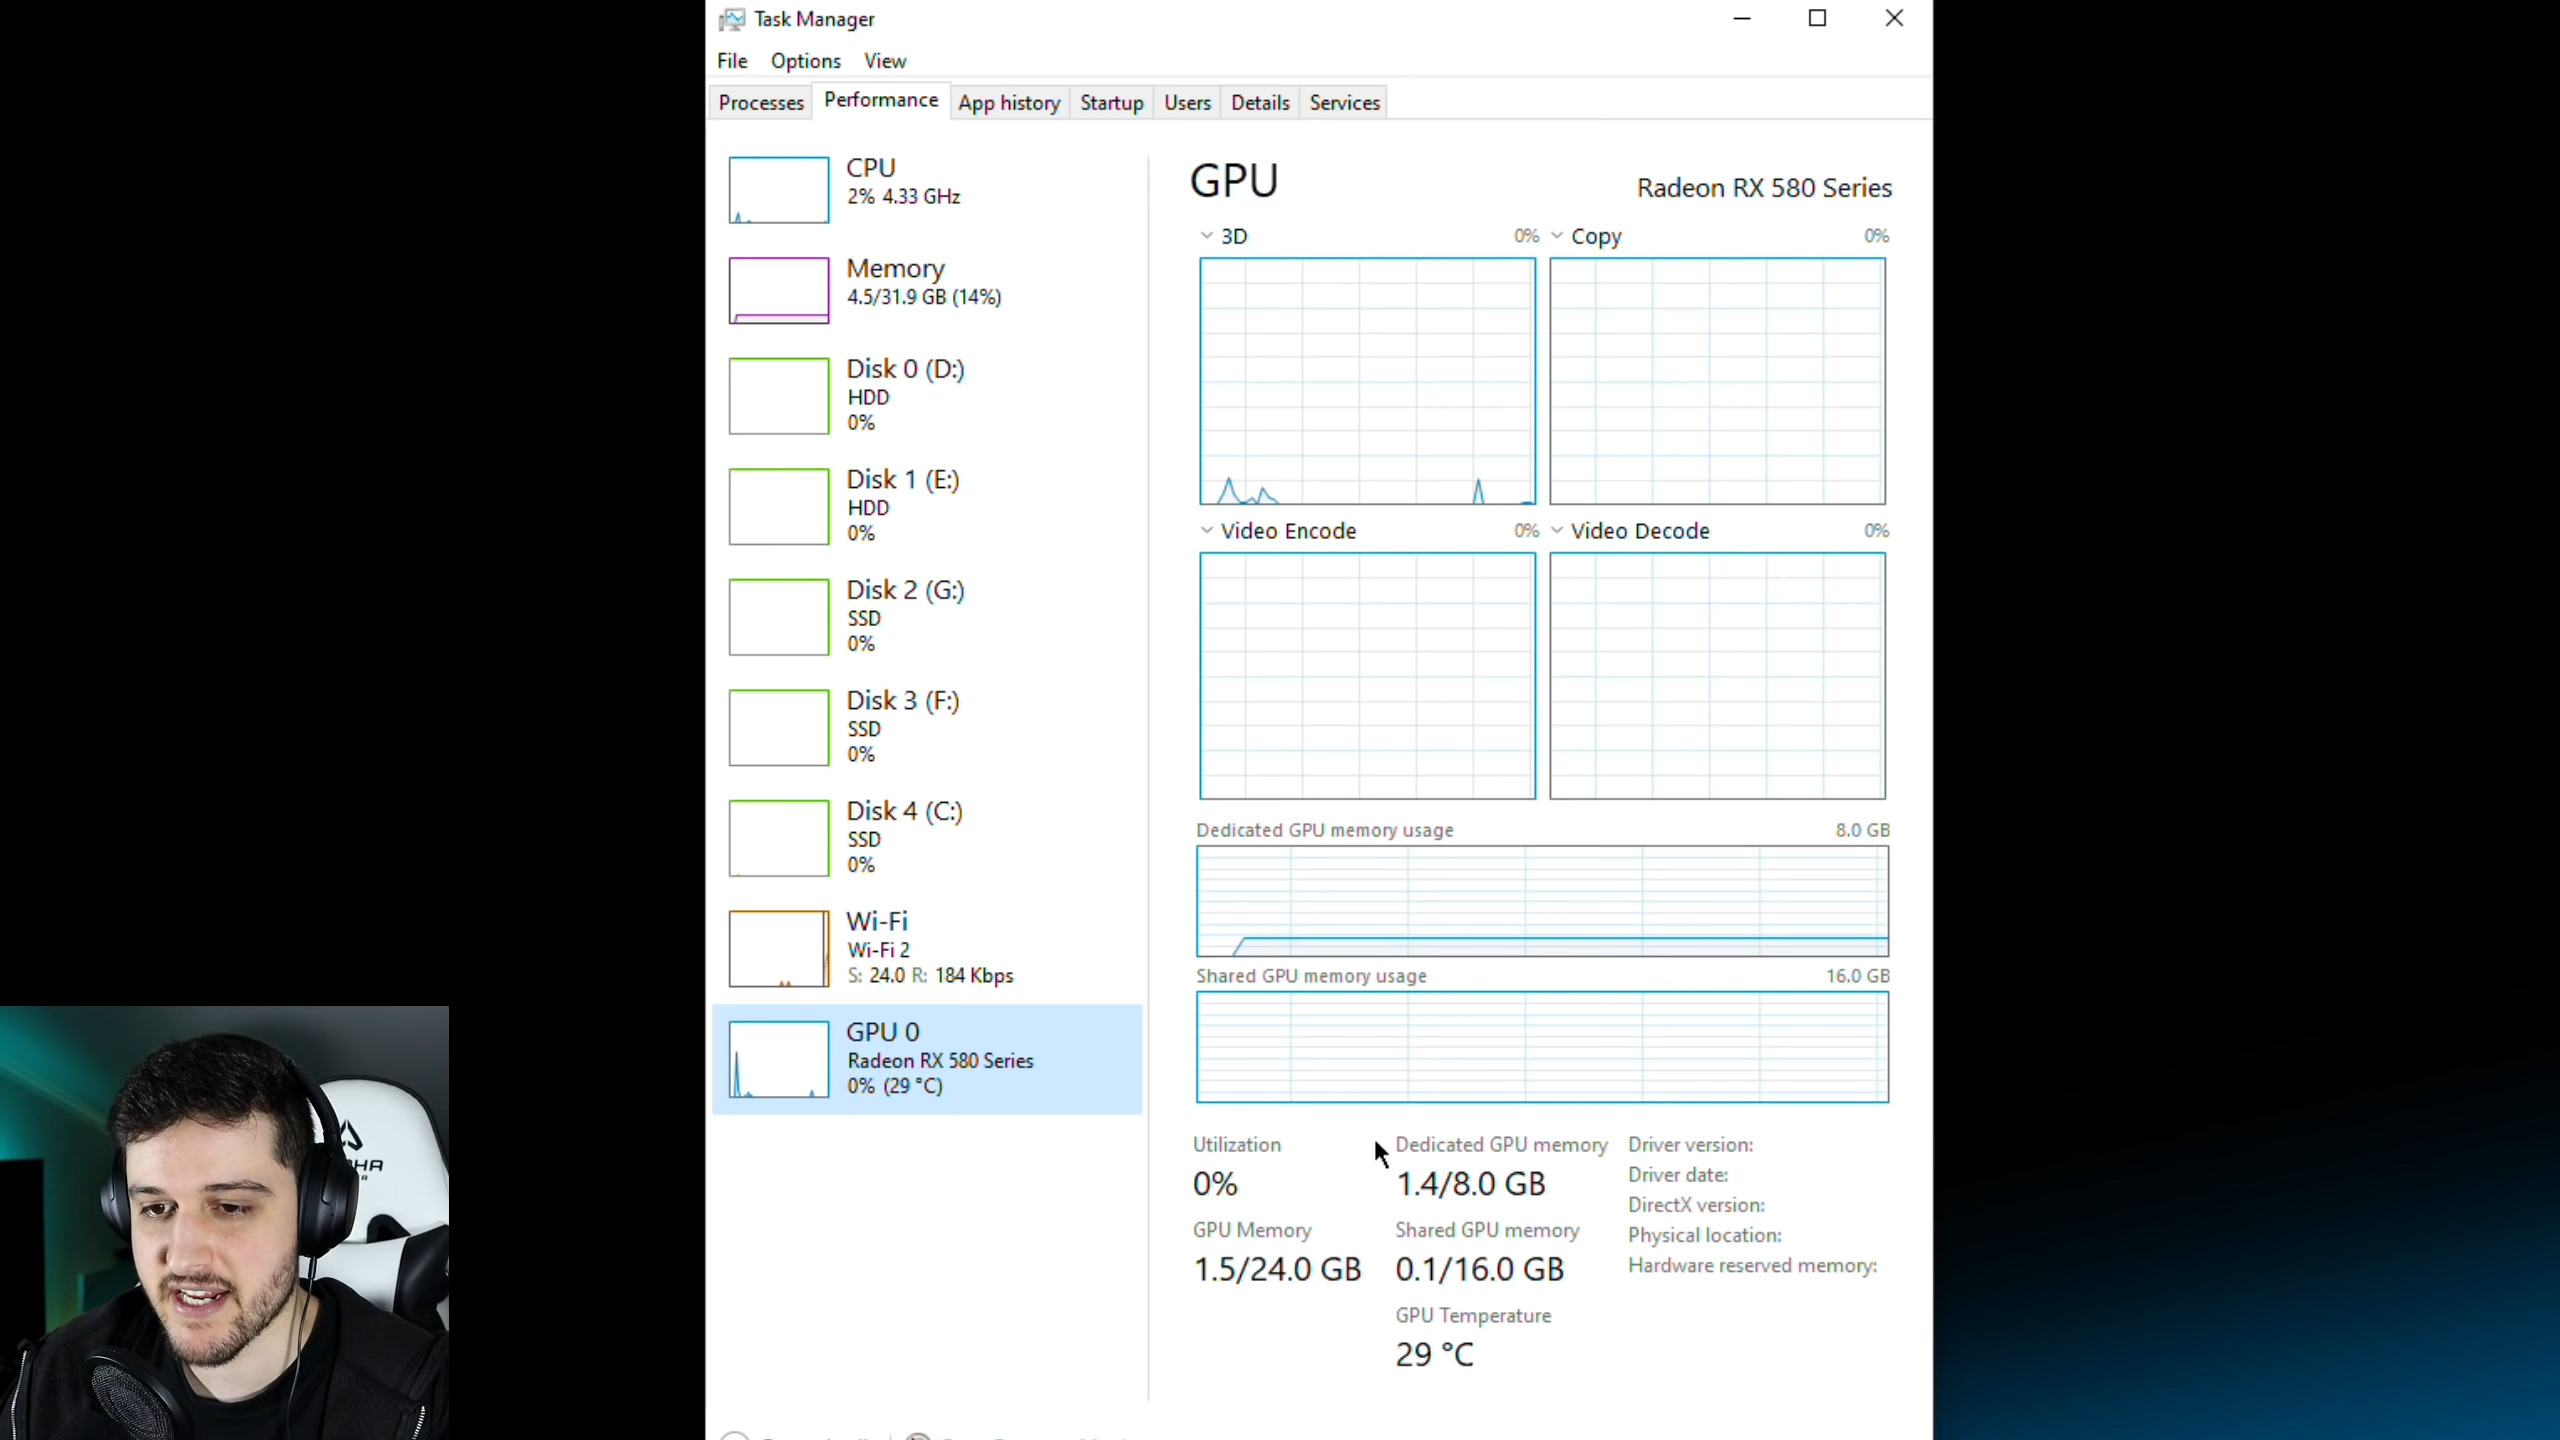 Task Manager
File Options View
Processes Performance App history Startup Users Details Services
CPU
2% 4.33 GHz
Memory
4.5/31.9 GB (14%)
Disk 0 (D:)
HDD
0%
Disk 1 (E:)
HDD
0%
Disk 2 (G:)
SSD
0%
Disk 3 (F:)
SSD
0%
Disk 4 (C:)
SSD
0%
Wi-Fi
Wi-Fi 2
S: 24.0 R: 184 Kbps
GPU 0
Radeon RX 580 Series
0% (29 °C)
GPU Radeon RX 580 Series
3D 0% Copy 0%
Video Encode 0% Video Decode 0%
Dedicated GPU memory usage 8.0 GB
Shared GPU memory usage 16.0 GB
Utilization
0%
GPU Memory
1.5/24.0 GB
Dedicated GPU memory
1.4/8.0 GB
Shared GPU memory
0.1/16.0 GB
GPU Temperature
29 °C
Driver version:
Driver date:
DirectX version:
Physical location:
Hardware reserved memory: